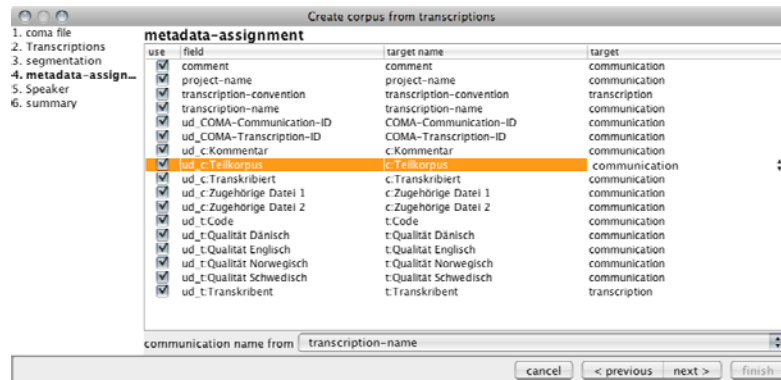 Create corpus from transcriptions
1. coma file
2. Transcriptions
3. segmentation
4. metadata-assign...
5. Speaker
6. summary
metadata-assignment
use field target name target
comment comment communication
project-name project-name communication
transcription-convention transcription-convention transcription
transcription-name transcription-name communication
ud_COMA-Communication-ID COMA-Communication-ID communication
ud_COMA-Transcription-ID COMA-Transcription-ID communication
ud_c:Kommentar c:Kommentar communication
ud_c:Teilkorpus c:Teilkorpus communication
ud_c:Transkribiert c:Transkribiert communication
ud_c:Zugehörige Datei 1 c:Zugehörige Datei 1 communication
ud_c:Zugehörige Datei 2 c:Zugehörige Datei 2 communication
ud_t:Code t:Code communication
ud_t:Qualität Dänisch t:Qualität Dänisch communication
ud_t:Qualität Englisch t:Qualität Englisch communication
ud_t:Qualität Norwegisch t:Qualität Norwegisch communication
ud_t:Qualität Schwedisch t:Qualität Schwedisch communication
ud_t:Transkribent t:Transkribent transcription
communication name from transcription-name
cancel < previous next > finish